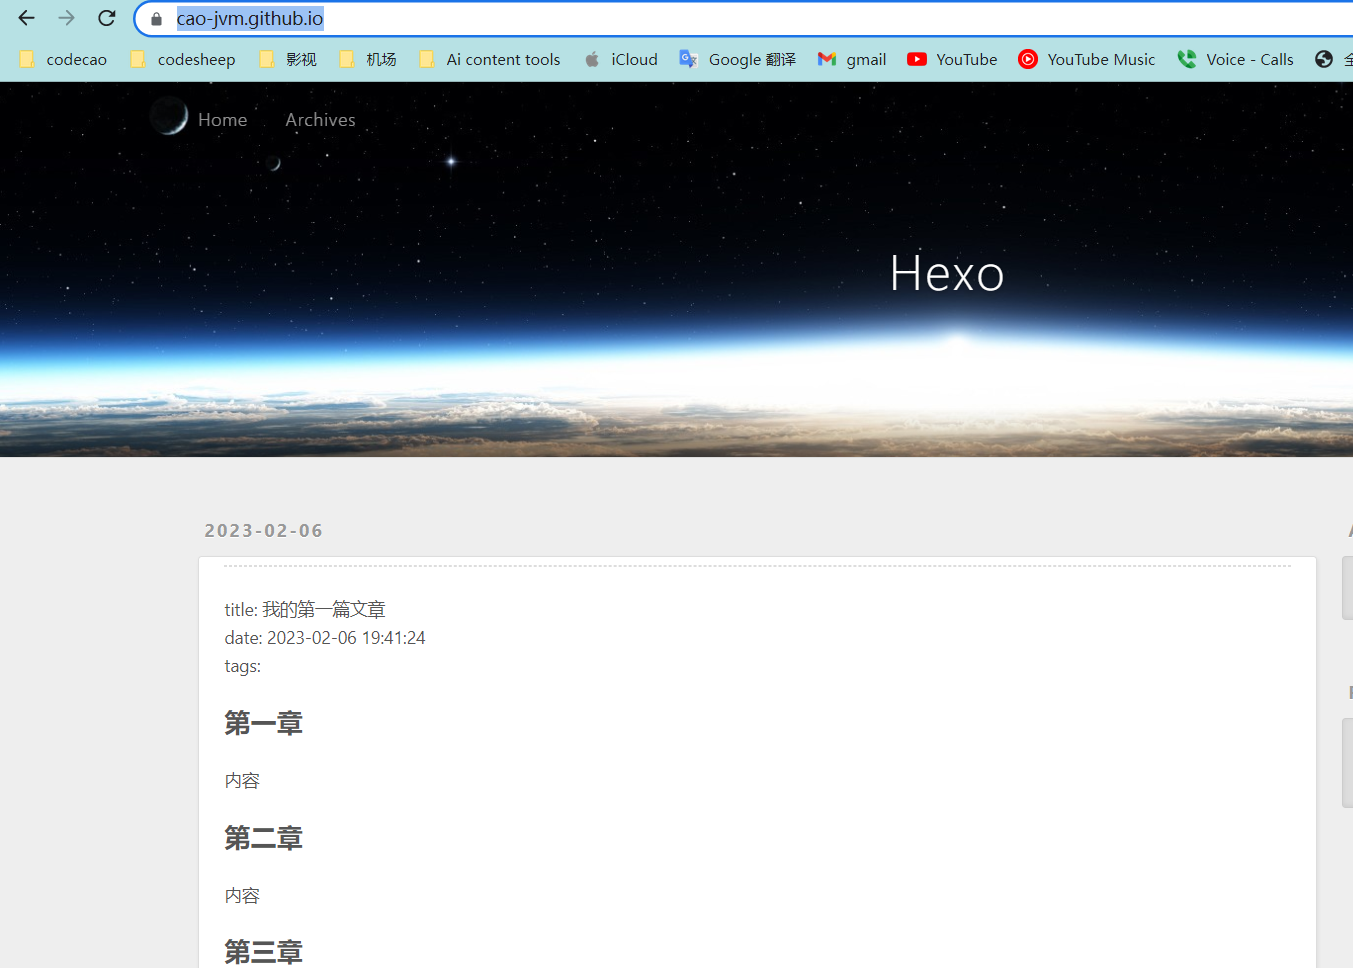 cao-jvm.github.io
codecao codesheep 影视 机场 Ai content tools iCloud Google 翻译 gmail YouTube YouTube Music Voice - Calls
Home Archives
Hexo
2023-02-06
title: 我的第一篇文章
date: 2023-02-06 19:41:24
tags:
第一章
内容
第二章
内容
第三章